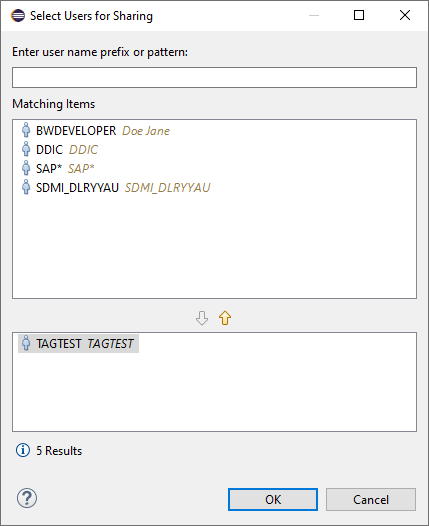 Select Users for Sharing
Enter user name prefix or pattern:
Matching Items
BWDEVELOPER Doe Jane
DDIC DDIC
SAP* SAP*
SDMI_DLRYYAU SDMI_DLRYYAU
TAGTEST TAGTEST
5 Results
OK Cancel